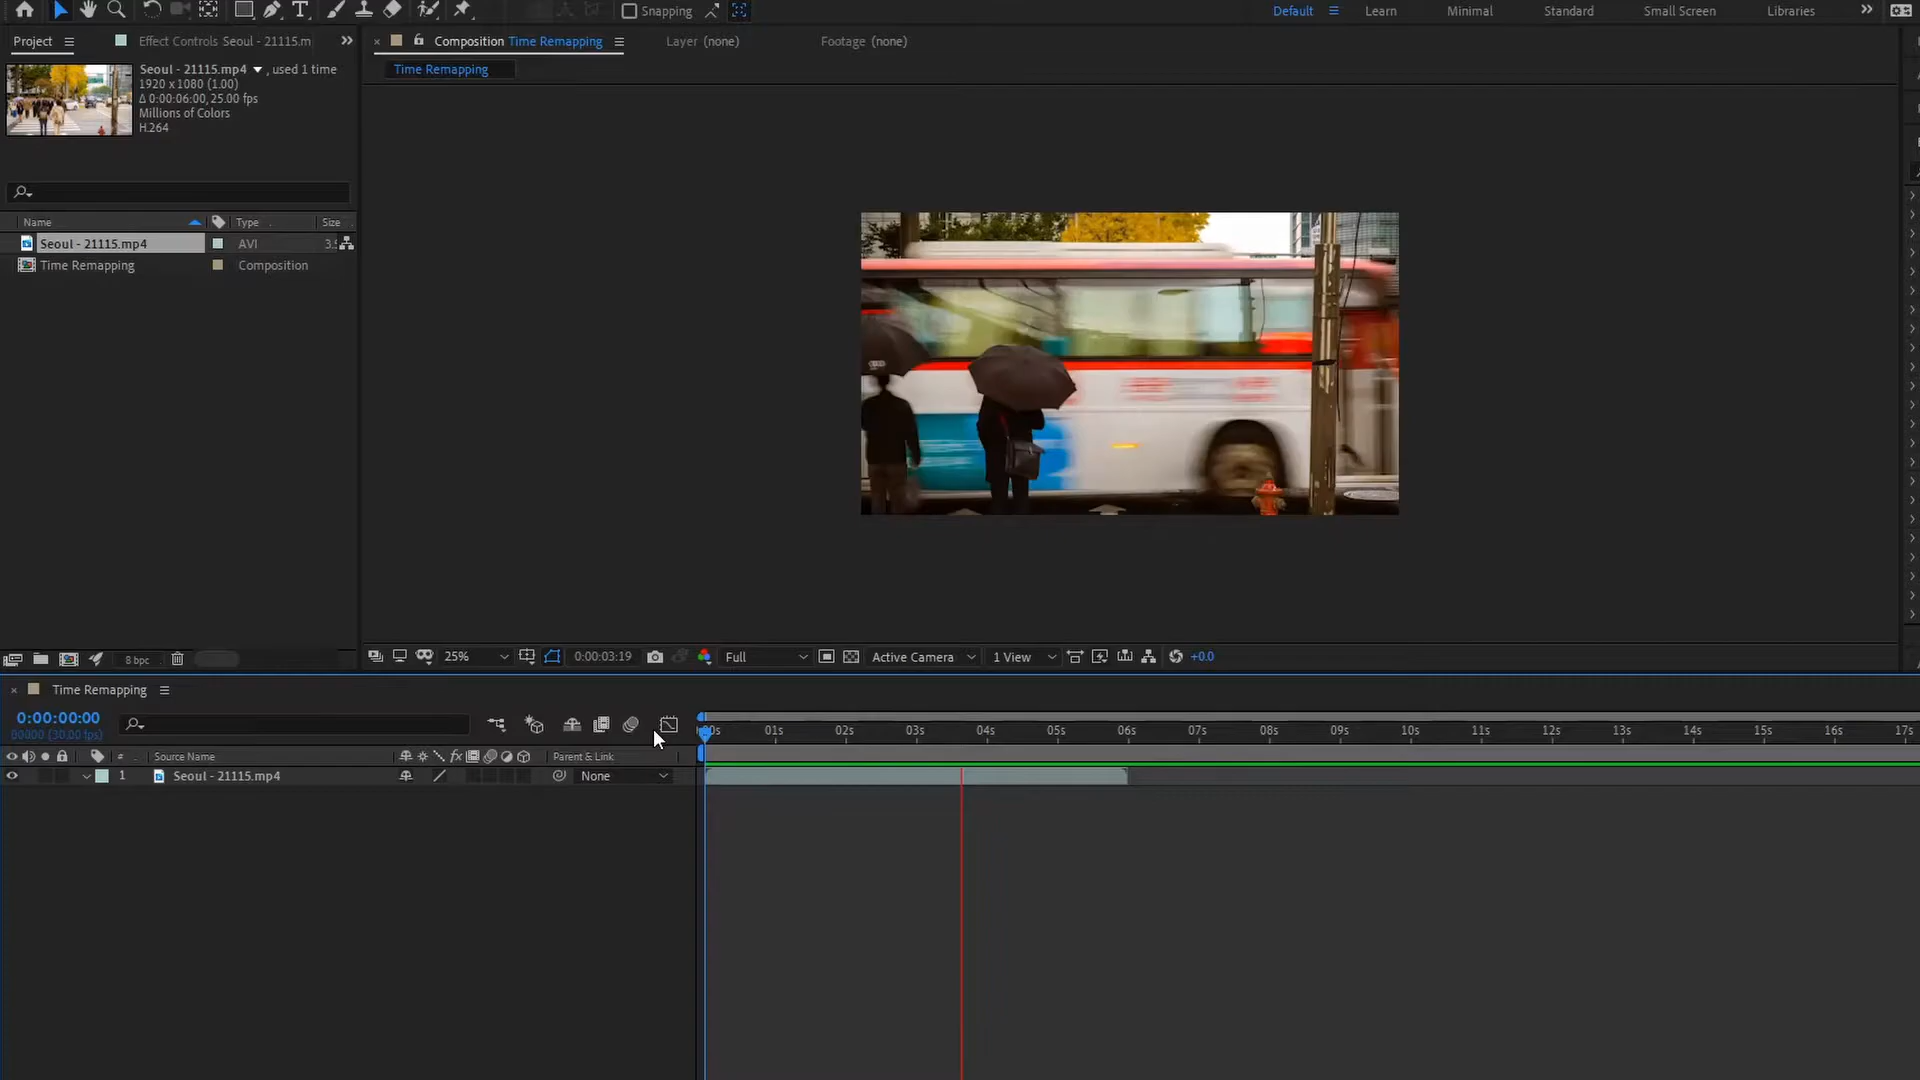 Snapping
Default
Learn
Minimal
Standard
Small Screen
Libraries
Project
Effect Controls Seoul - 21115.m
Composition Time Remapping
Layer (none)
Footage (none)
Time Remapping
Seoul - 21115.mp4 , used 1 time
1920 x 1080 (1.00)
Δ 0:00:06:00, 25.00 fps
Millions of Colors
H.264
Name Type Size
Seoul - 21115.mp4 AVI 3.
Time Remapping Composition
8 bpc
25%
0:00:03:19
Full
Active Camera
1 View
+0.0
Time Remapping
0:00:00:00
00000 (30.00 fps)
01s 02s 03s 04s 05s 06s 07s 08s 09s 10s 11s 12s 13s 14s 15s 16s 17s
# Source Name fx Parent & Link
1 Seoul - 21115.mp4 None